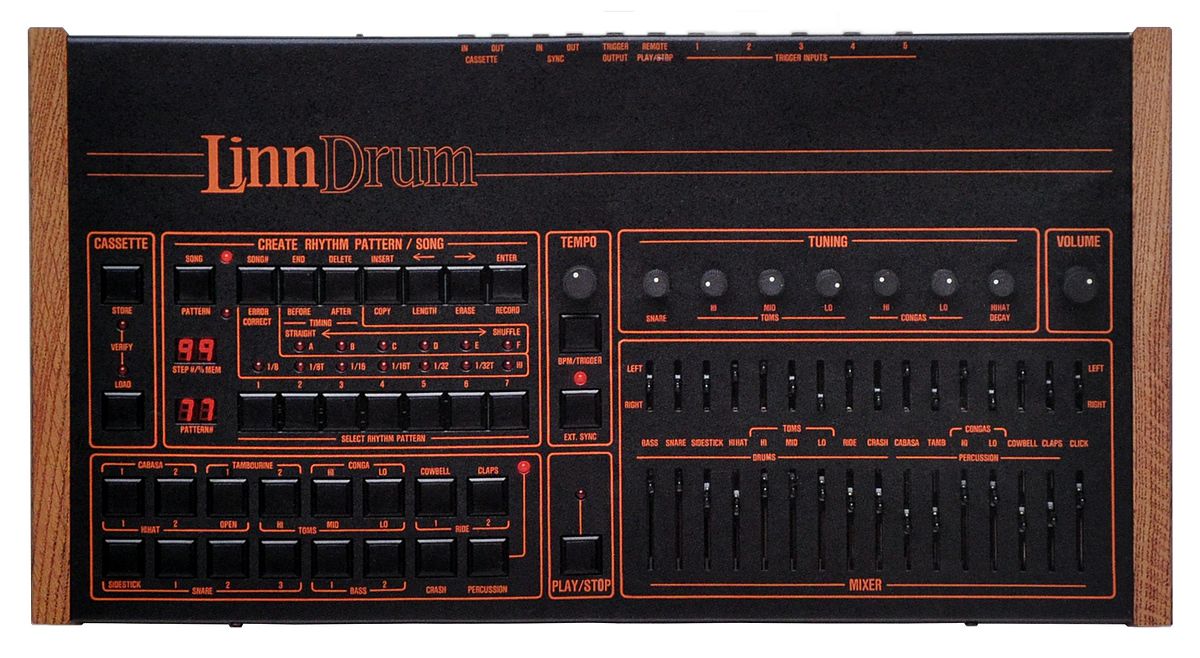 IN OUT IN OUT TRIGGER REMOTE 1 2 3 4 5
CASSETTE SYNC OUTPUT PLAY/STOP TRIGGER INPUTS
LinnDrum
CASSETTE
STORE
VERIFY
LOAD
CREATE RHYTHM PATTERN / SONG
SONG SONG# END DELETE INSERT ← → ENTER
PATTERN ERROR CORRECT BEFORE AFTER COPY LENGTH ERASE RECORD
TIMING
STRAIGHT → SHUFFLE
A B C D E F
99
STEP #/% MEM
1/8 1/8T 1/16 1/16T 1/32 1/32T HI
1 2 3 4 5 6 7
77
PATTERN#
SELECT RHYTHM PATTERN
TEMPO
BPM/TRIGGER
EXT. SYNC
TUNING
SNARE HI MID LO HI LO HIHAT DECAY
TOMS CONGAS
VOLUME
LEFT LEFT
RIGHT RIGHT
TOMS CONGAS
BASS SNARE SIDESTICK HIHAT HI MID LO RIDE CRASH CABASA TAMB HI LO COWBELL CLAPS CLICK
DRUMS PERCUSSION
MIXER
CABASA TAMBOURINE CONGA COWBELL CLAPS
1 2 1 2 HI LO
1 2 OPEN HI MID LO 1 2
HIHAT TOMS RIDE
SIDESTICK 1 2 3 1 2 CRASH PERCUSSION
SNARE BASS
PLAY/STOP